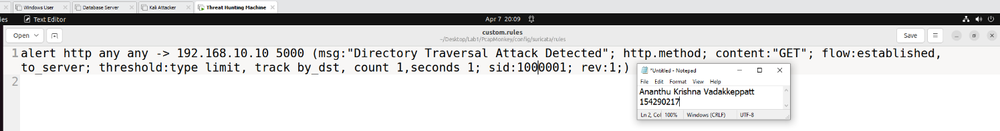 Windows User
Database Server
Kali Attacker
Threat Hunting Machine
ies
Text Editor
Apr 7 20:09
Open
custom.rules
~/Desktop/Lab1/PcapMonkey/config/suricata/rules
Save
1 alert http any any -> 192.168.10.10 5000 (msg:"Directory Traversal Attack Detected"; http.method; content:"GET"; flow:established,
to_server; threshold:type limit, track by_dst, count 1,seconds 1; sid:1000001; rev:1;)
2
*Untitled - Notepad
File Edit Format View Help
Ananthu Krishna Vadakkeppatt
154290217
Ln 2, Col 100% Windows (CRLF) UTF-8